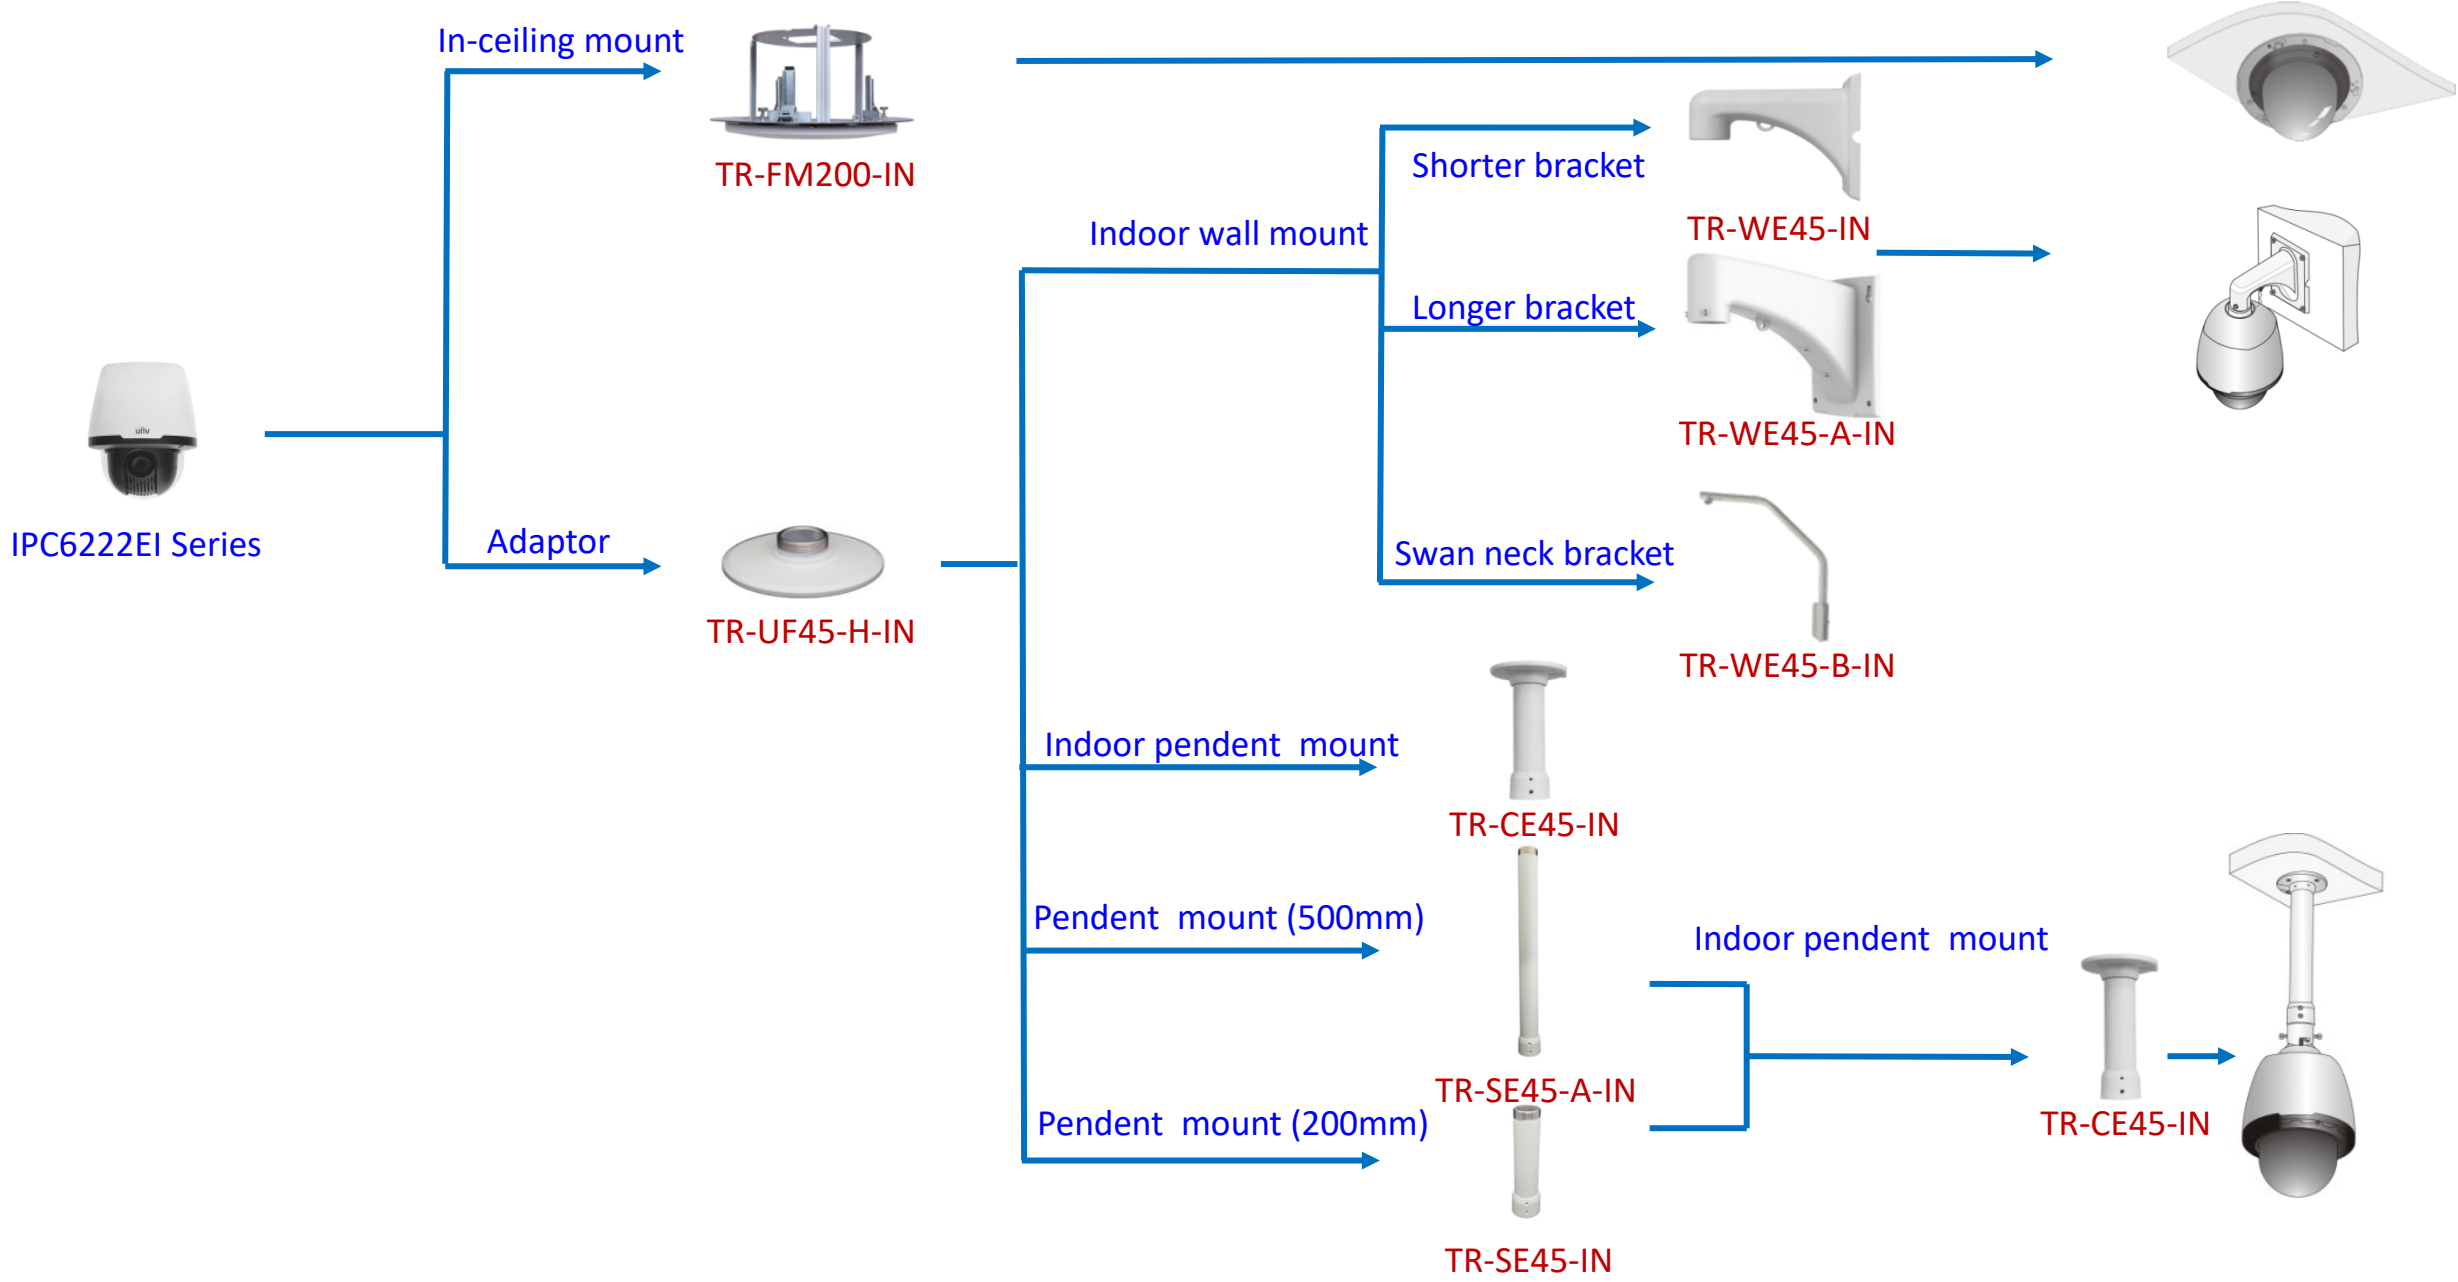 In-ceiling mount
TR-FM200-IN
Shorter bracket
TR-WE45-IN
Indoor wall mount
Longer bracket
TR-WE45-A-IN
unv
IPC6222EI Series
Adaptor
TR-UF45-H-IN
Swan neck bracket
TR-WE45-B-IN
Indoor pendent  mount
TR-CE45-IN
Pendent  mount (500mm)
TR-SE45-A-IN
Indoor pendent  mount
TR-CE45-IN
Pendent  mount (200mm)
TR-SE45-IN